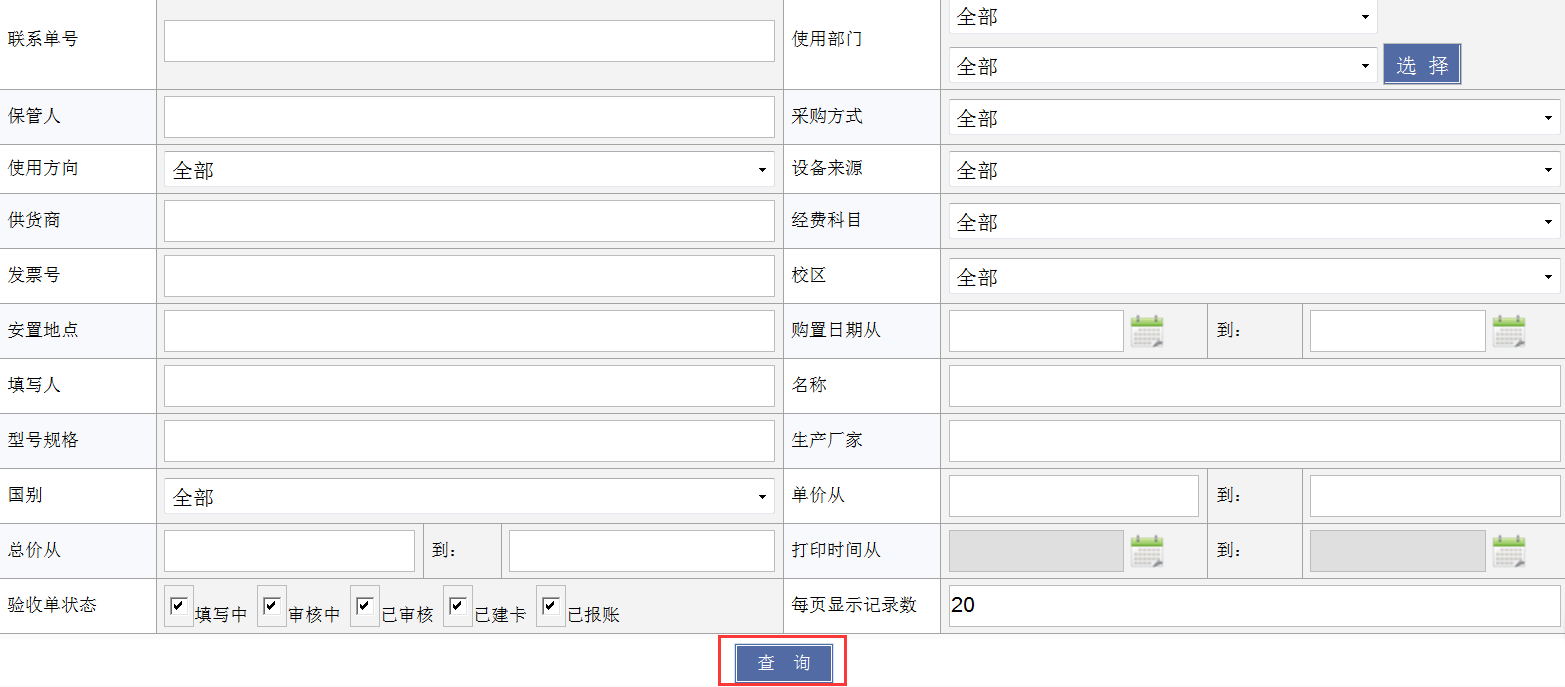 联系单号 使用部门 全部
全部 选 择
保管人 采购方式 全部
使用方向 全部 设备来源 全部
供货商 经费科目 全部
发票号 校区 全部
安置地点 购置日期从 到:
填写人 名称
型号规格 生产厂家
国别 全部 单价从 到:
总价从 到: 打印时间从 到:
验收单状态 填写中 审核中 已审核 已建卡 已报账 每页显示记录数 20
查 询